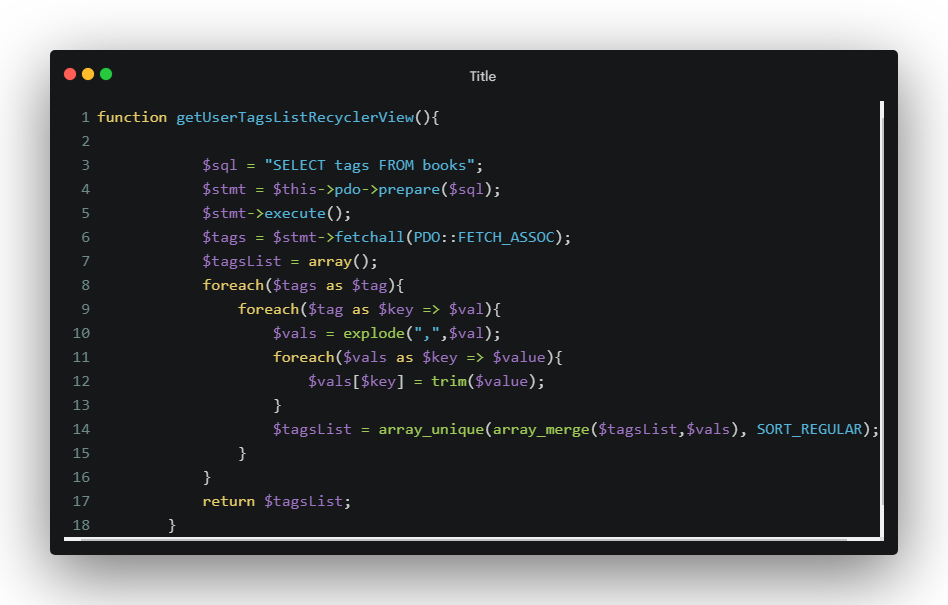 Title
1 function getUserTagsListRecyclerView(){
2
3             $sql = "SELECT tags FROM books";
4             $stmt = $this->pdo->prepare($sql);
5             $stmt->execute();
6             $tags = $stmt->fetchall(PDO::FETCH_ASSOC);
7             $tagsList = array();
8             foreach($tags as $tag){
9                 foreach($tag as $key => $val){
10                     $vals = explode(",",$val);
11                     foreach($vals as $key => $value){
12                         $vals[$key] = trim($value);
13                     }
14                     $tagsList = array_unique(array_merge($tagsList,$vals), SORT_REGULAR);
15                 }
16             }
17             return $tagsList;
18         }